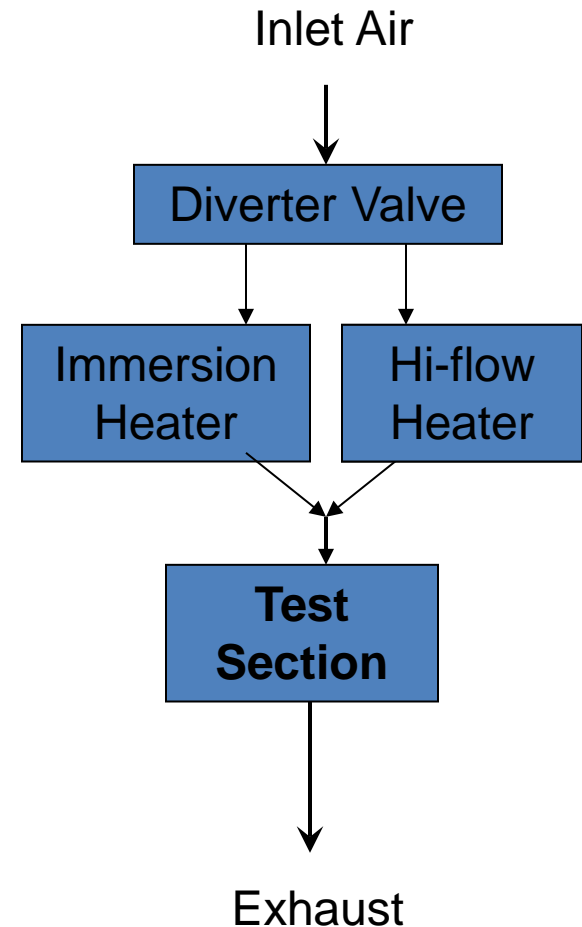 Inlet Air
Diverter Valve
Immersion
Heater
Hi-flow
Heater
Test
Section
Exhaust